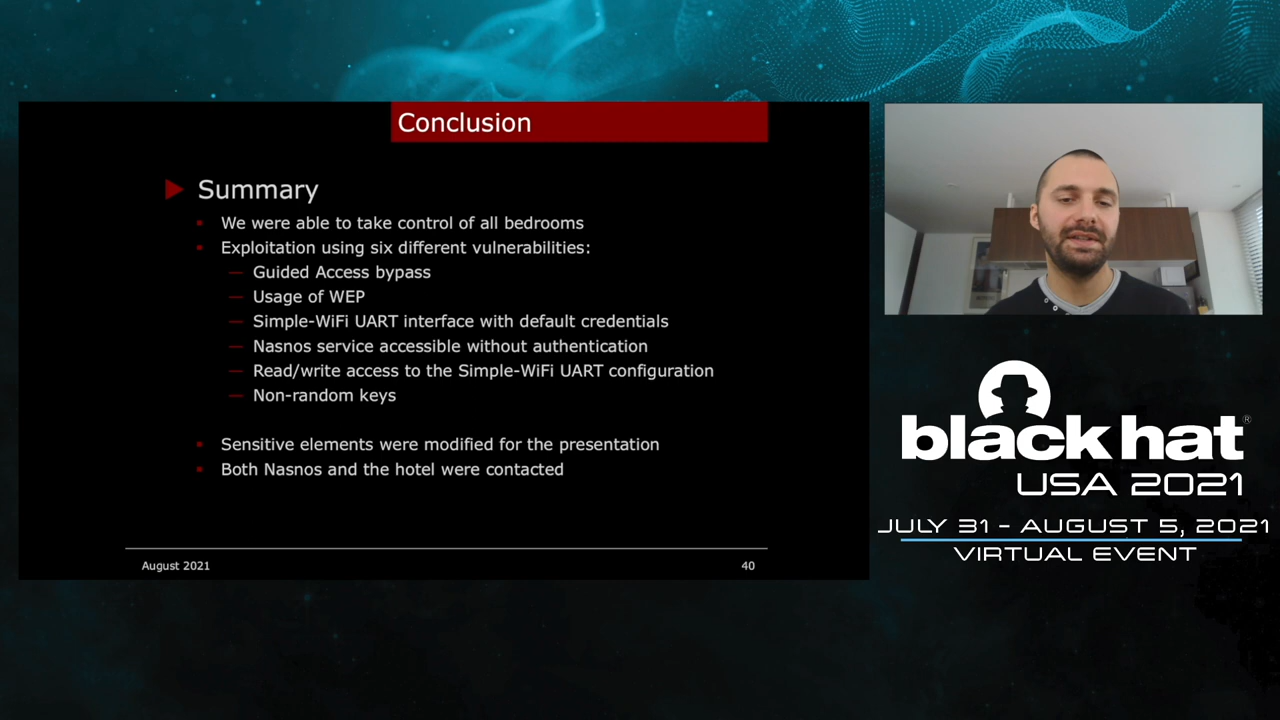 Conclusion
Summary
We were able to take control of all bedrooms
Exploitation using six different vulnerabilities:
Guided Access bypass
Usage of WEP
Simple-WiFi UART interface with default credentials
Nasnos service accessible without authentication
Read/write access to the Simple-WiFi UART configuration
Non-random keys
Sensitive elements were modified for the presentation
Both Nasnos and the hotel were contacted
August 2021
40
black hat®
USA 2021
JULY 31 - AUGUST 5, 2021
VIRTUAL EVENT